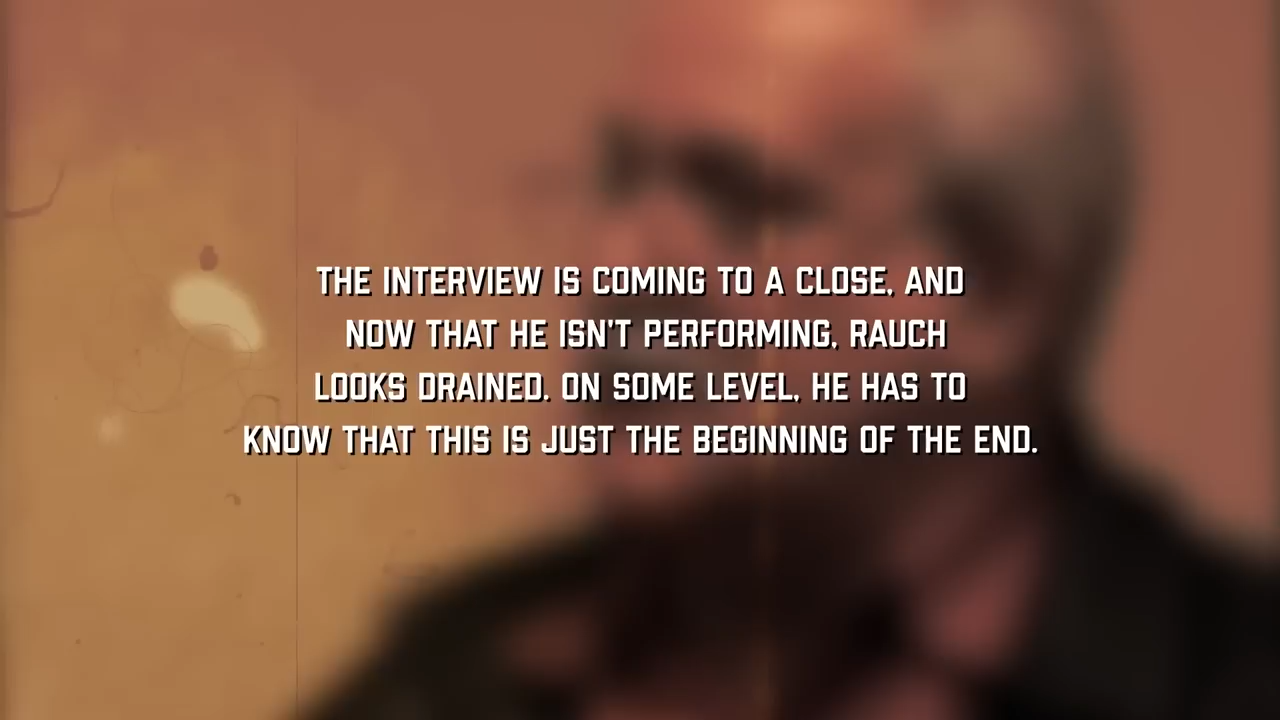 THE INTERVIEW IS COMING TO A CLOSE, AND
NOW THAT HE ISN'T PERFORMING, RAUCH
LOOKS DRAINED. ON SOME LEVEL, HE HAS TO
KNOW THAT THIS IS JUST THE BEGINNING OF THE END.